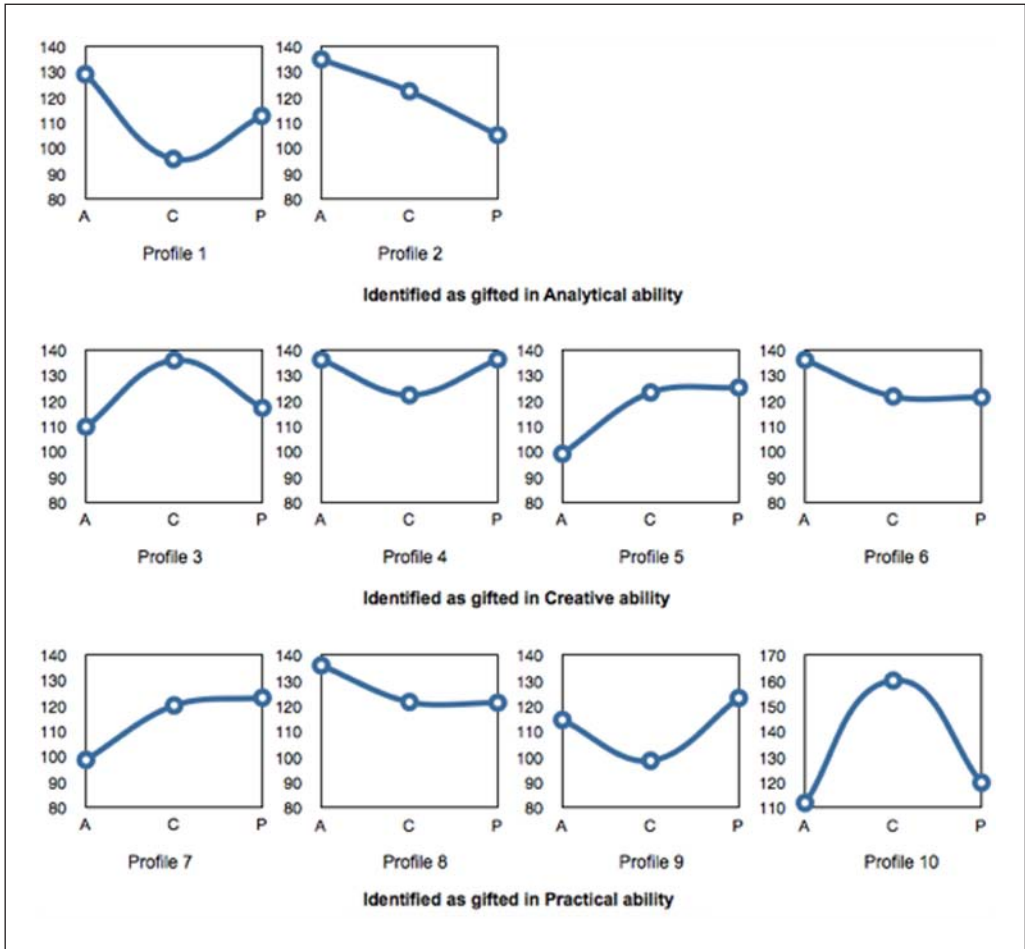 140 140
130 130
120 120
110 110
100 100
90 90
80 80
A C P A C P
Profile 1 Profile 2
Identified as gifted in Analytical ability
140 140 140 140
130 130 130 130
120 120 120 120
110 110 110 110
100 100 100 100
90 90 90 90
80 80 80 80
A C P A C P A C P A C P
Profile 3 Profile 4 Profile 5 Profile 6
Identified as gifted in Creative ability
140 140 140 170
130 130 130 160
120 120 120 150
110 110 110 140
100 100 100 130
90 90 90 120
80 80 80 110
A C P A C P A C P A C P
Profile 7 Profile 8 Profile 9 Profile 10
Identified as gifted in Practical ability